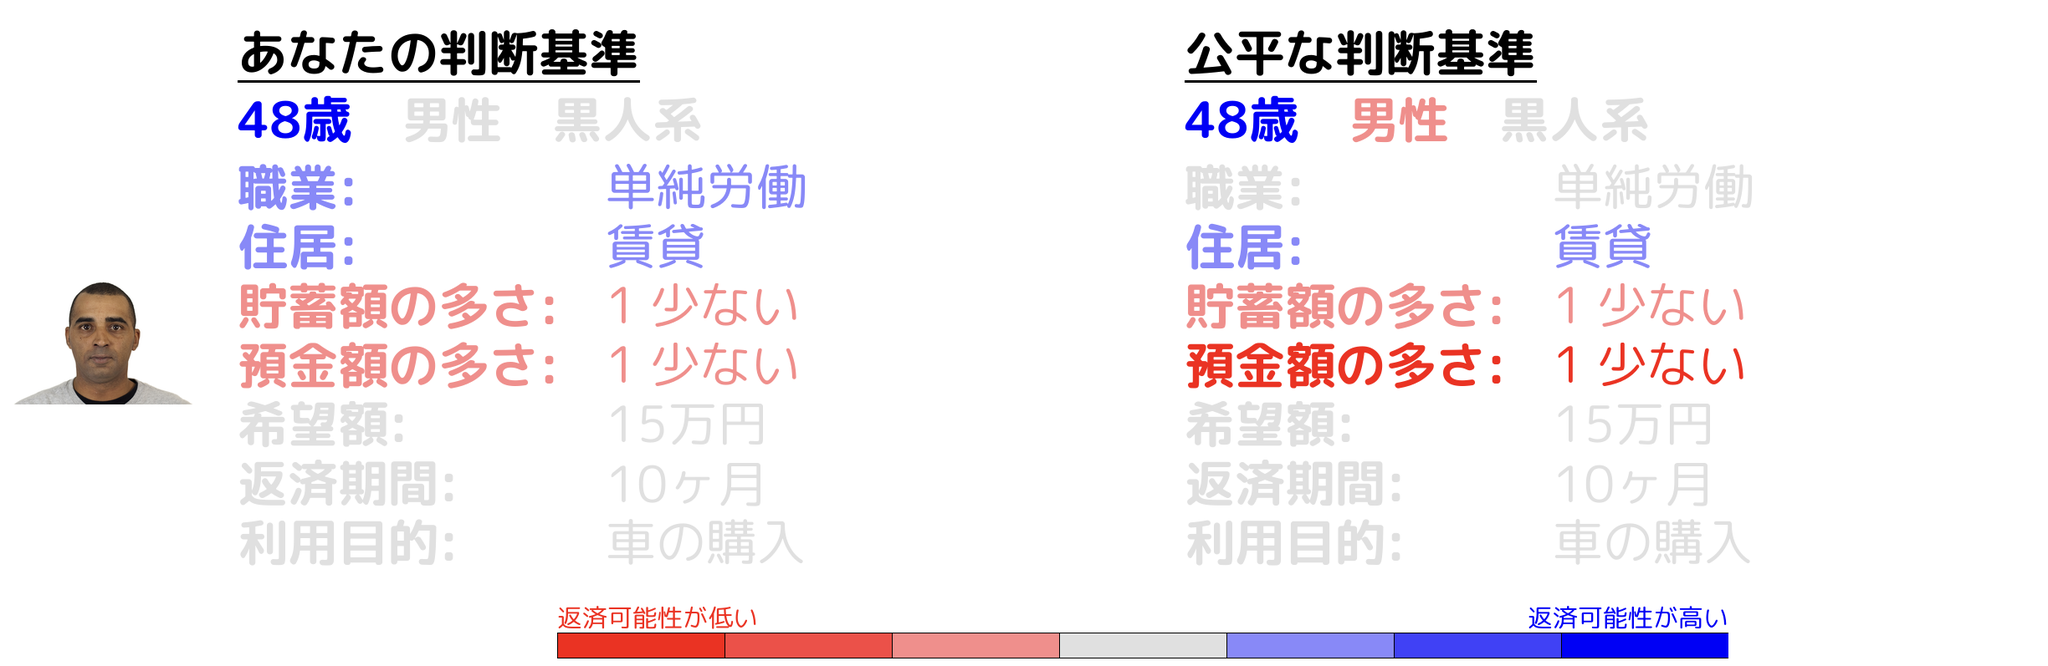 あなたの判断基準
48歳 男性 黒人系
職業: 単純労働
住居: 賃貸
貯蓄額の多さ: 1 少ない
預金額の多さ: 1 少ない
希望額: 15万円
返済期間: 10ヶ月
利用目的: 車の購入
公平な判断基準
48歳 男性 黒人系
職業: 単純労働
住居: 賃貸
貯蓄額の多さ: 1 少ない
預金額の多さ: 1 少ない
希望額: 15万円
返済期間: 10ヶ月
利用目的: 車の購入
返済可能性が低い 返済可能性が高い